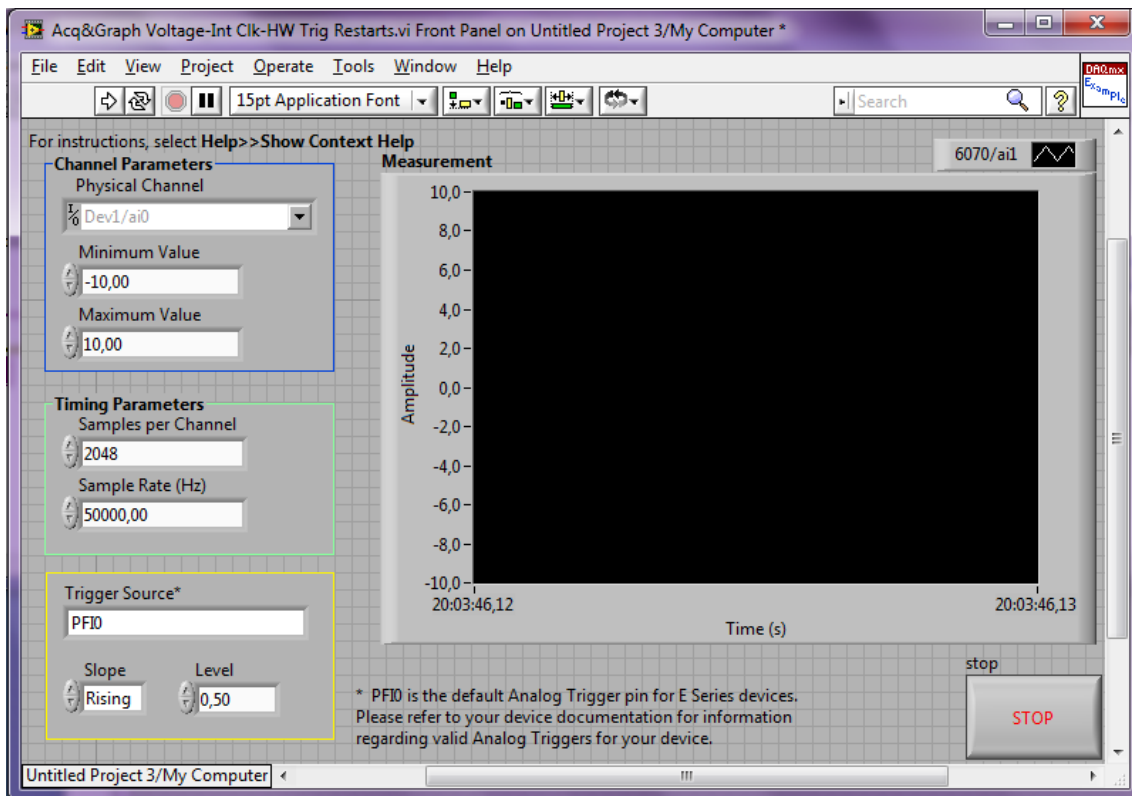 Acq&Graph Voltage-Int Clk-HW Trig Restarts.vi Front Panel on Untitled Project 3/My Computer *
File Edit View Project Operate Tools Window Help
15pt Application Font
Search
DAQmx
Example
For instructions, select Help>>Show Context Help
Channel Parameters
Physical Channel
Dev1/ai0
Minimum Value
-10,00
Maximum Value
10,00
Timing Parameters
Samples per Channel
2048
Sample Rate (Hz)
50000,00
Trigger Source*
PFI0
Slope Level
Rising 0,50
Measurement
6070/ai1
10,0
8,0
6,0
4,0
2,0
0,0
-2,0
-4,0
-6,0
-8,0
-10,0
Amplitude
20:03:46,12 20:03:46,13
Time (s)
* PFI0 is the default Analog Trigger pin for E Series devices.
Please refer to your device documentation for information
regarding valid Analog Triggers for your device.
stop
STOP
Untitled Project 3/My Computer